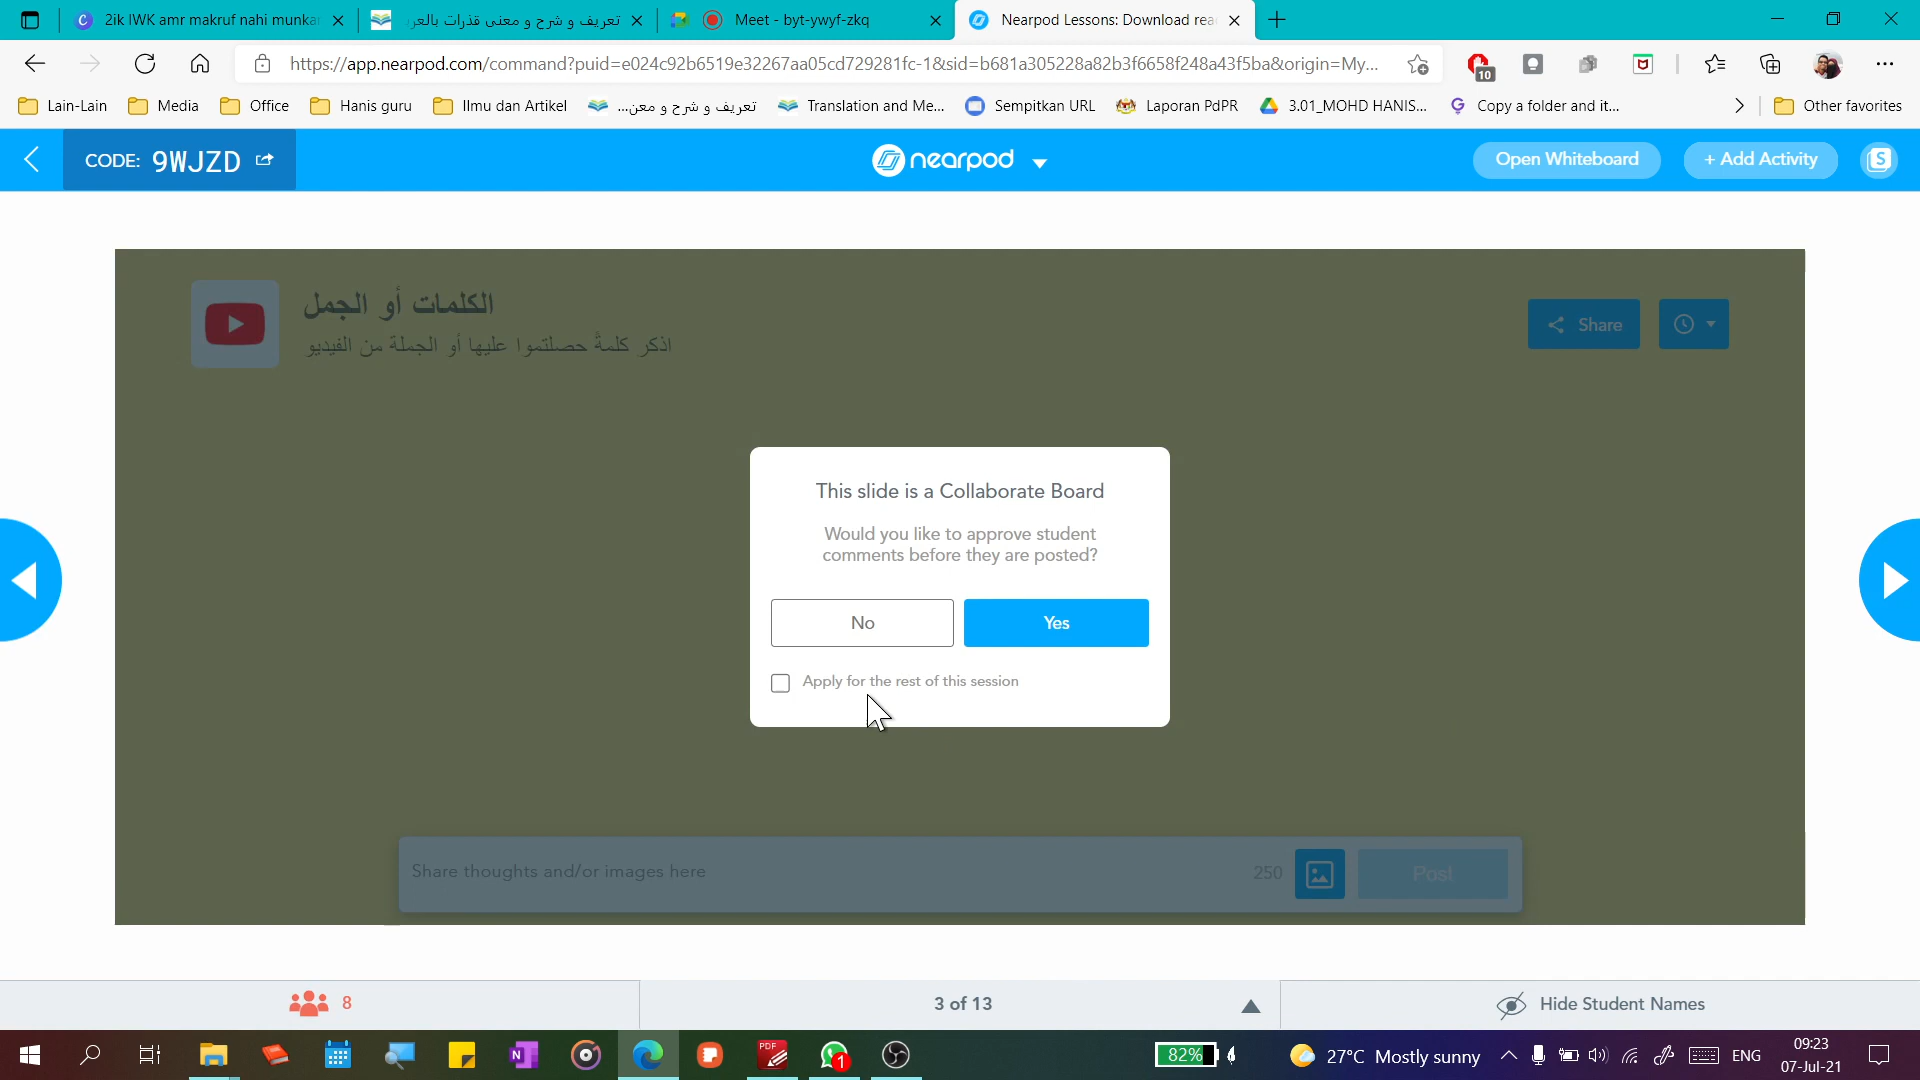 2ik IWK amr makruf nahi munka
تعريف و شرح و معنى قذرات بالعر
Meet - byt-ywyf-zkq
Nearpod Lessons: Download rea
https://app.nearpod.com/command?puid=e024c92b6519e32267aa05cd729281fc-1&sid=b681a305228a82b3f6658f248a43f5ba&origin=My...
10
Lain-Lain
Media
Office
Hanis guru
Ilmu dan Artikel
تعريف و شرح و معن...
Translation and Me...
Sempitkan URL
Laporan PdPR
3.01_MOHD HANIS...
Copy a folder and it...
Other favorites
CODE: 9WJZD
nearpod
Open Whiteboard
+ Add Activity
S
الكلمات أو الجمل
اذكر كلمةً حصلتموا عليها أو الجملة من الفيديو
Share
This slide is a Collaborate Board
Would you like to approve student
comments before they are posted?
No
Yes
Apply for the rest of this session
Share thoughts and/or images here
250
Post
8
3 of 13
Hide Student Names
PDF
1
82%
27°C Mostly sunny
ENG
09:23
07-Jul-21